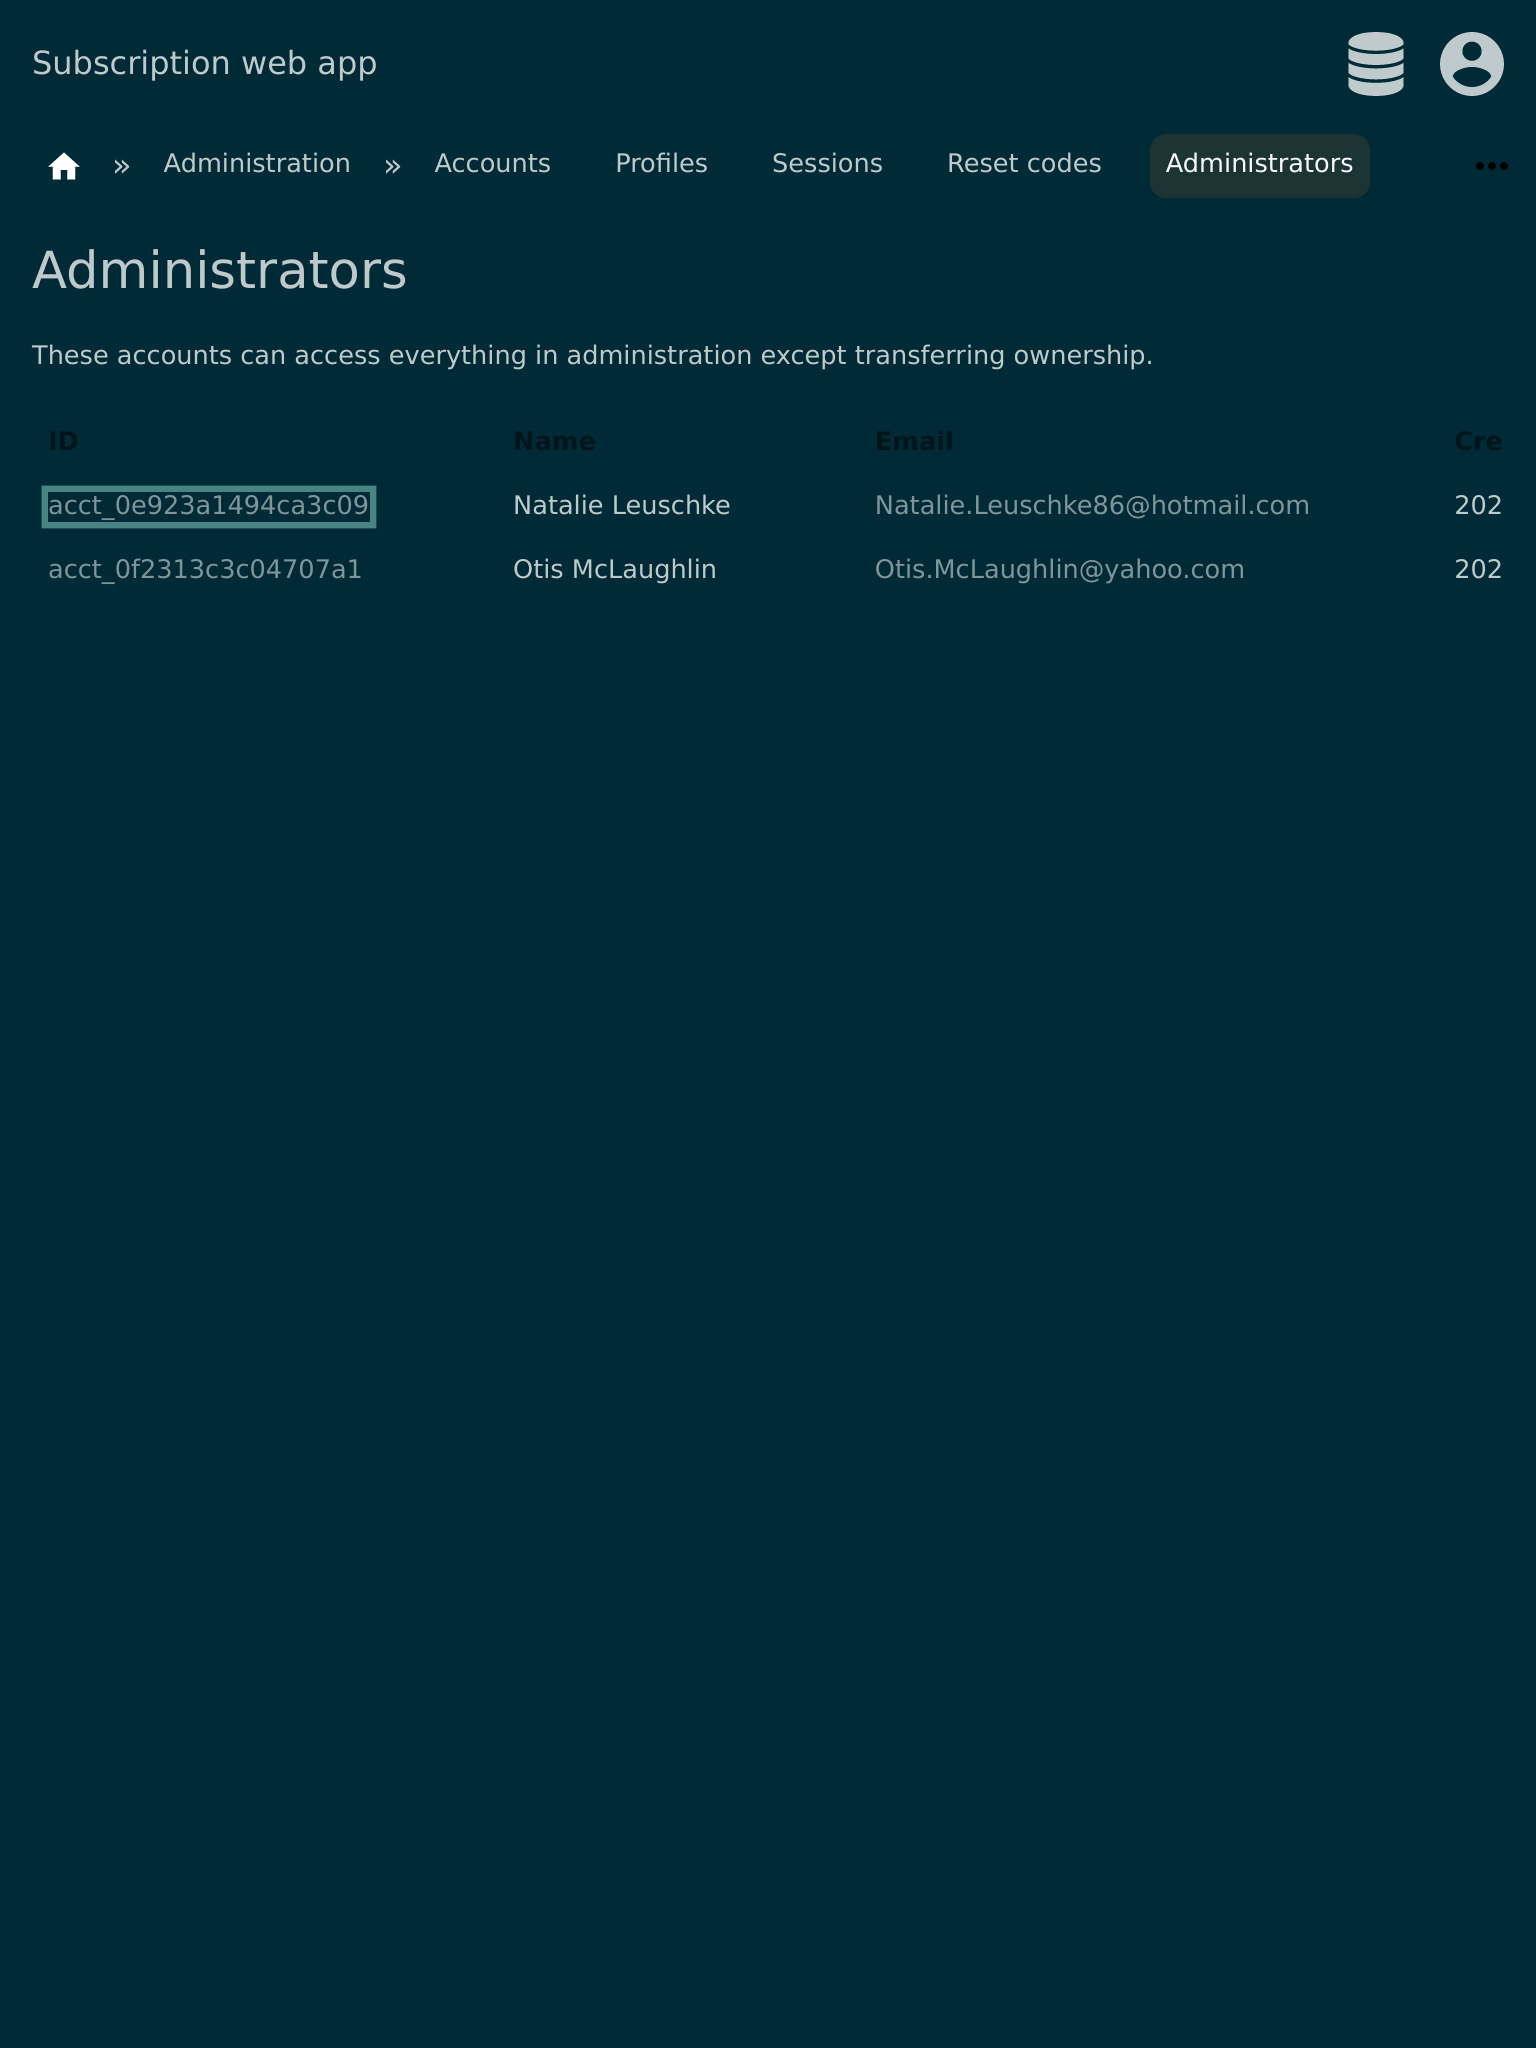 Subscription web app
» Administration » Accounts Profiles Sessions Reset codes Administrators
Administrators
These accounts can access everything in administration except transferring ownership.
ID Name Email Cre
acct_0e923a1494ca3c09 Natalie Leuschke Natalie.Leuschke86@hotmail.com 202
acct_0f2313c3c04707a1 Otis McLaughlin Otis.McLaughlin@yahoo.com 202